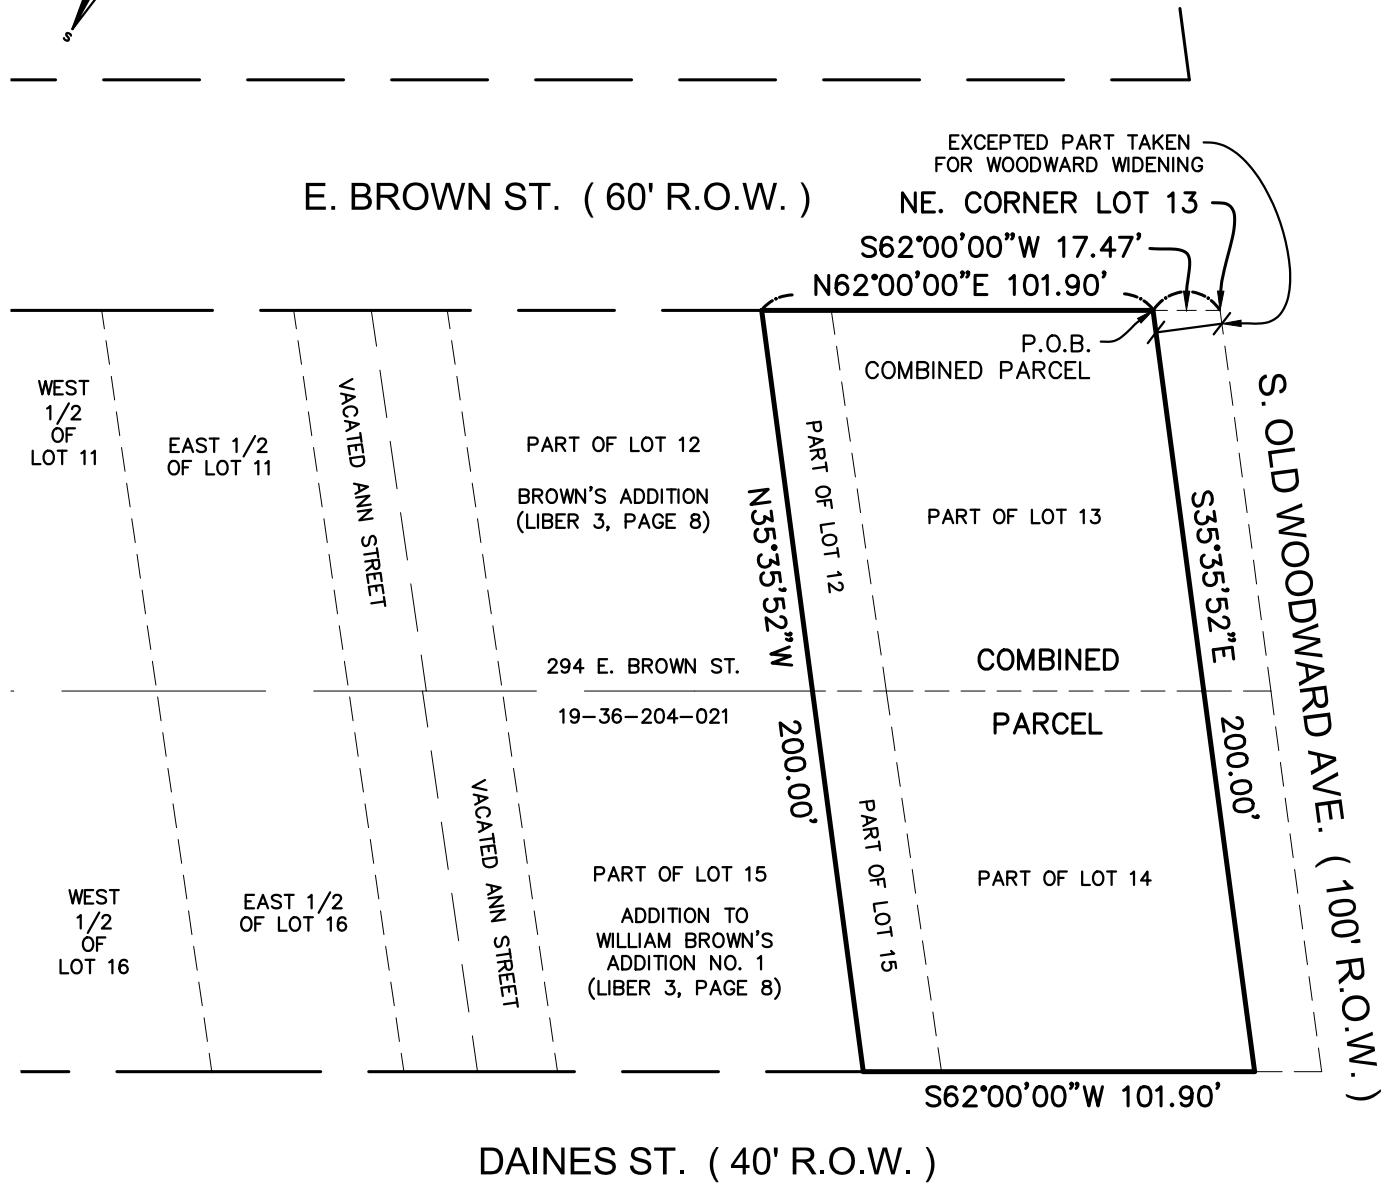 S
EXCEPTED PART TAKEN
FOR WOODWARD WIDENING
E. BROWN ST. ( 60' R.O.W. )
NE. CORNER LOT 13
S62°00'00"W 17.47'
N62°00'00"E 101.90'
P.O.B.
COMBINED PARCEL
WEST
1/2
OF
LOT 11
EAST 1/2
OF LOT 11
VACATED ANN STREET
PART OF LOT 12
BROWN'S ADDITION
(LIBER 3, PAGE 8)
N35°35'52"W
200.00'
PART OF LOT 12
PART OF LOT 13
S35°35'52"E
200.00'
S. OLD WOODWARD AVE. ( 100' R.O.W. )
294 E. BROWN ST.
19-36-204-021
COMBINED
PARCEL
WEST
1/2
OF
LOT 16
EAST 1/2
OF LOT 16
VACATED ANN STREET
PART OF LOT 15
ADDITION TO
WILLIAM BROWN'S
ADDITION NO. 1
(LIBER 3, PAGE 8)
PART OF LOT 15
PART OF LOT 14
S62°00'00"W 101.90'
DAINES ST. ( 40' R.O.W. )